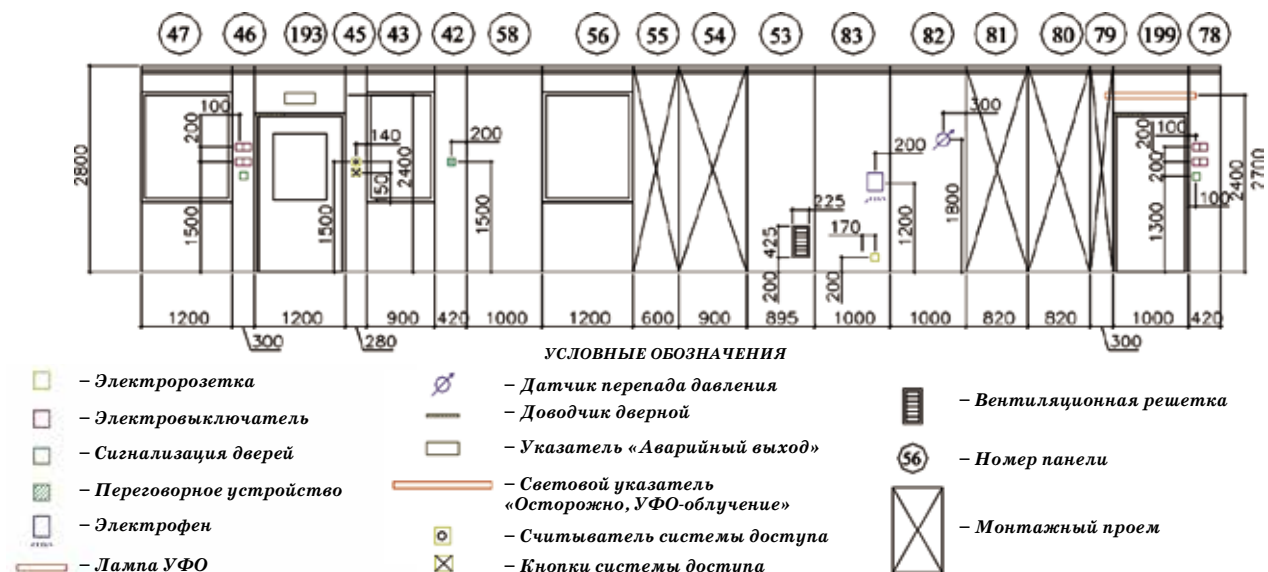 47 46 193 45 43 42 58 56 55 54 53 83 82 81 80 79 199 78
100 300 200 100
200 140 200 200 200
2800 150 2400 225 200 2400 2700
1500 1500 1500 425 170 1200 1800 1300 100
200 200
1200 1200 900 420 1000 1200 600 900 895 1000 1000 820 820 1000 420
300 280 300
УСЛОВНЫЕ ОБОЗНАЧЕНИЯ
– Электророзетка
– Электровыключатель
– Сигнализация дверей
– Переговорное устройство
– Электрофен
– Лампа УФО
– Датчик перепада давления
– Доводчик дверной
– Указатель «Аварийный выход»
– Световой указатель
«Осторожно, УФО-облучение»
– Считыватель системы доступа
– Кнопки системы доступа
– Вентиляционная решетка
56 – Номер панели
– Монтажный проем